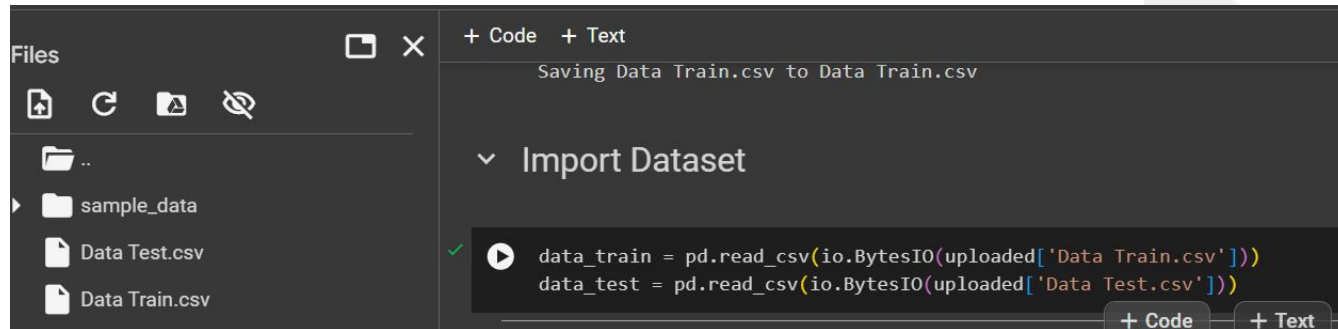 Files
..
sample_data
Data Test.csv
Data Train.csv
+ Code + Text
Saving Data Train.csv to Data Train.csv
Import Dataset
data_train = pd.read_csv(io.BytesIO(uploaded['Data Train.csv']))
data_test = pd.read_csv(io.BytesIO(uploaded['Data Test.csv']))
+ Code + Text